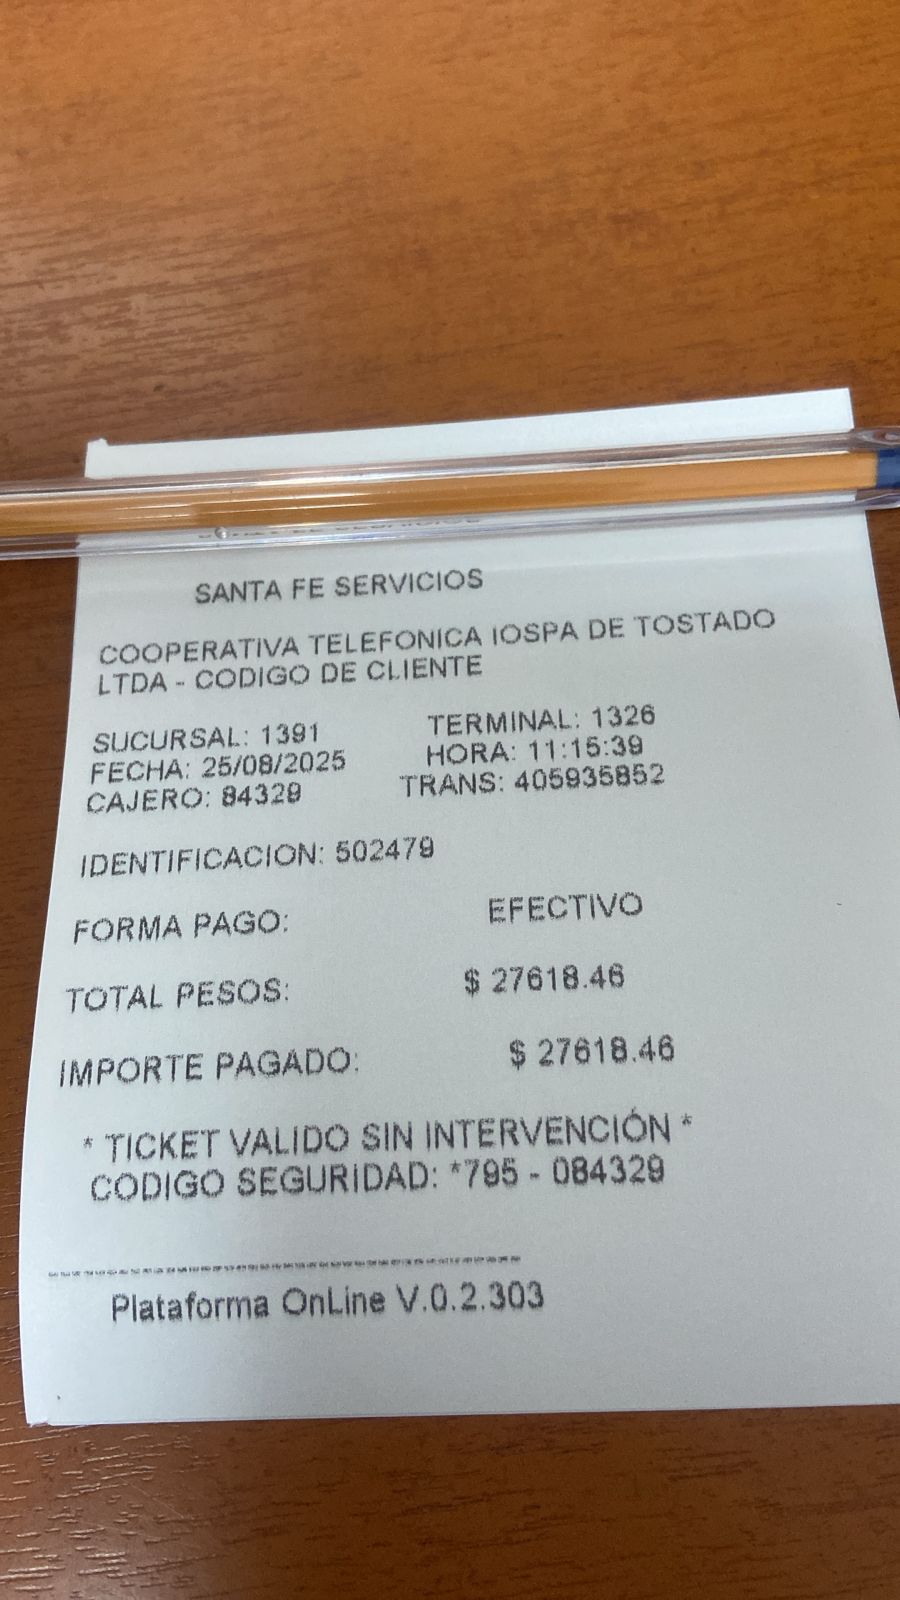 SANTA FE SERVICIOS
COOPERATIVA TELEFONICA IOSPA DE TOSTADO
LTDA - CODIGO DE CLIENTE
SUCURSAL: 1391 TERMINAL: 1326
FECHA: 25/08/2025 HORA: 11:15:39
CAJERO: 84329 TRANS: 405935852
IDENTIFICACION: 502479
FORMA PAGO: EFECTIVO
TOTAL PESOS: $ 27618.46
IMPORTE PAGADO: $ 27618.46
* TICKET VALIDO SIN INTERVENCIÓN *
CODIGO SEGURIDAD: *795 - 084329
Plataforma OnLine V.0.2.303